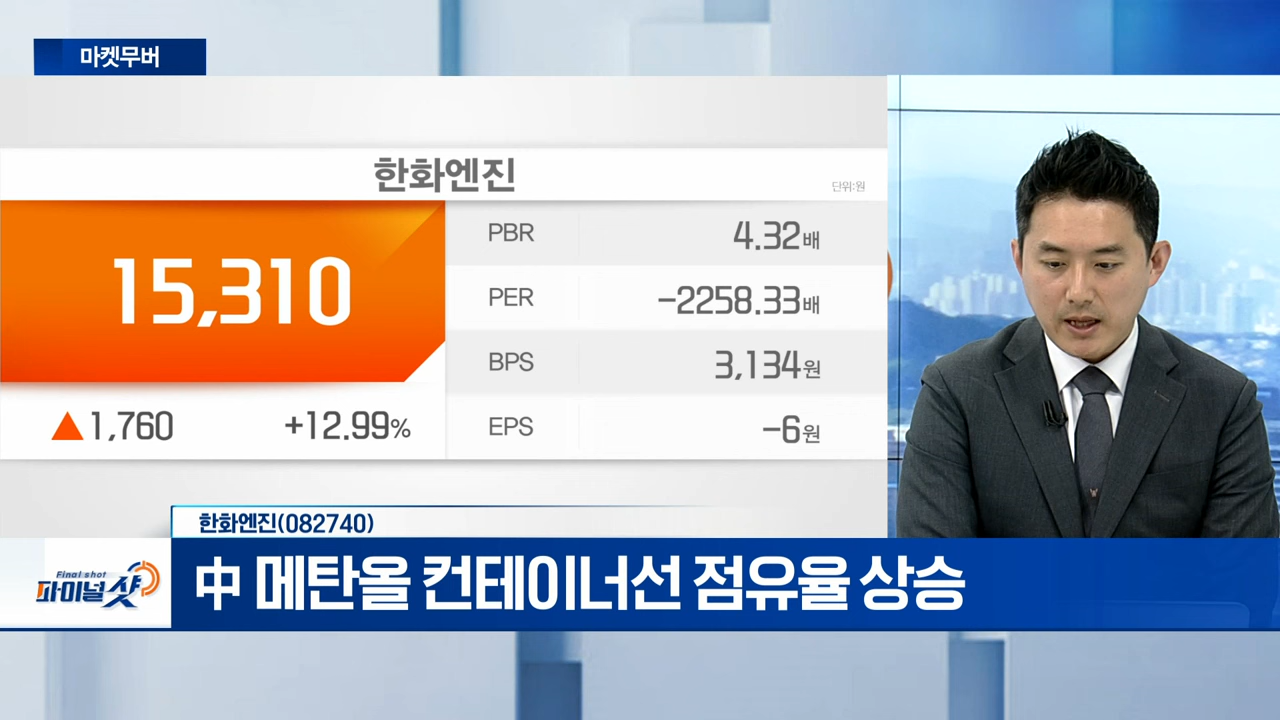 마켓무버
한화엔진
단위:원
15,310
▲1,760 +12.99%
PBR 4.32배
PER -2258.33배
BPS 3,134원
EPS -6원
한화엔진(082740)
Final shot
파이널샷
中 메탄올 컨테이너선 점유율 상승